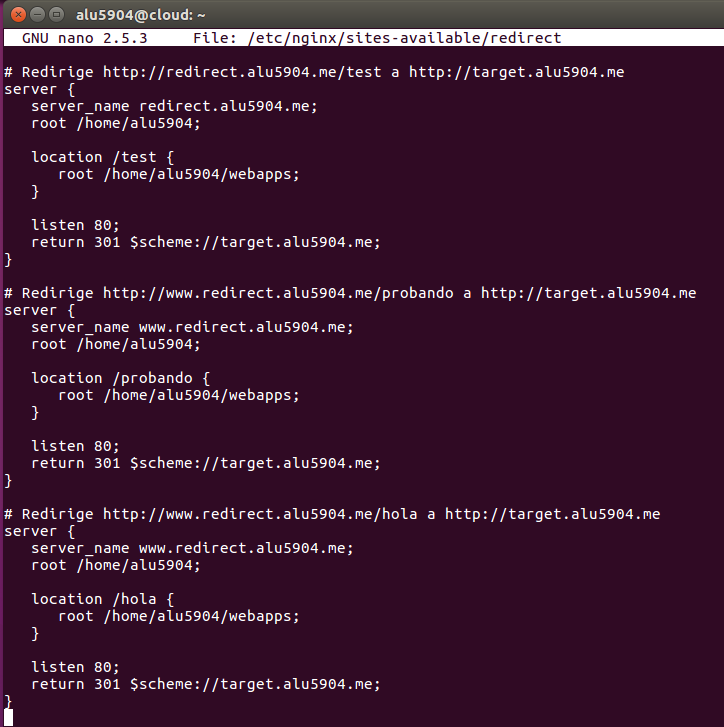 alu5904@cloud: ~
GNU nano 2.5.3 File: /etc/nginx/sites-available/redirect
# Redirige http://redirect.alu5904.me/test a http://target.alu5904.me
server {
server_name redirect.alu5904.me;
root /home/alu5904;
location /test {
root /home/alu5904/webapps;
}
listen 80;
return 301 $scheme://target.alu5904.me;
}
# Redirige http://www.redirect.alu5904.me/probando a http://target.alu5904.me
server {
server_name www.redirect.alu5904.me;
root /home/alu5904;
location /probando {
root /home/alu5904/webapps;
}
listen 80;
return 301 $scheme://target.alu5904.me;
}
# Redirige http://www.redirect.alu5904.me/hola a http://target.alu5904.me
server {
server_name www.redirect.alu5904.me;
root /home/alu5904;
location /hola {
root /home/alu5904/webapps;
}
listen 80;
return 301 $scheme://target.alu5904.me;
}